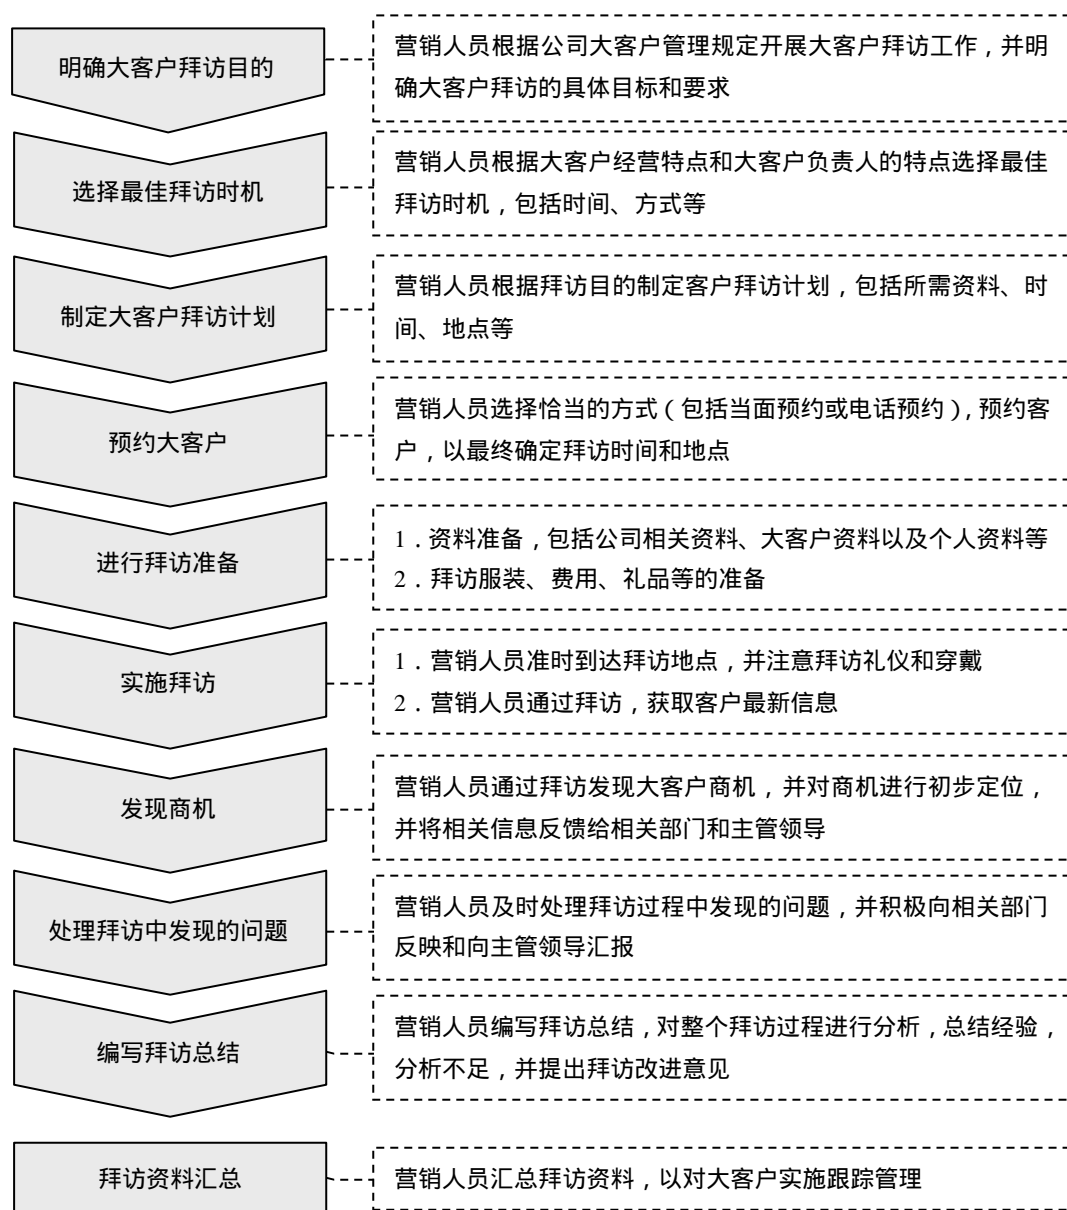 明确大客户拜访目的
营销人员根据公司大客户管理规定开展大客户拜访工作，并明
确大客户拜访的具体目标和要求
选择最佳拜访时机
营销人员根据大客户经营特点和大客户负责人的特点选择最佳
拜访时机，包括时间、方式等
制定大客户拜访计划
营销人员根据拜访目的制定客户拜访计划，包括所需资料、时
间、地点等
预约大客户
营销人员选择恰当的方式（包括当面预约或电话预约），预约客
户，以最终确定拜访时间和地点
进行拜访准备
1．资料准备，包括公司相关资料、大客户资料以及个人资料等
2．拜访服装、费用、礼品等的准备
实施拜访
1．营销人员准时到达拜访地点，并注意拜访礼仪和穿戴
2．营销人员通过拜访，获取客户最新信息
发现商机
营销人员通过拜访发现大客户商机，并对商机进行初步定位，
并将相关信息反馈给相关部门和主管领导
处理拜访中发现的问题
营销人员及时处理拜访过程中发现的问题，并积极向相关部门
反映和向主管领导汇报
编写拜访总结
营销人员编写拜访总结，对整个拜访过程进行分析，总结经验，
分析不足，并提出拜访改进意见
拜访资料汇总
营销人员汇总拜访资料，以对大客户实施跟踪管理